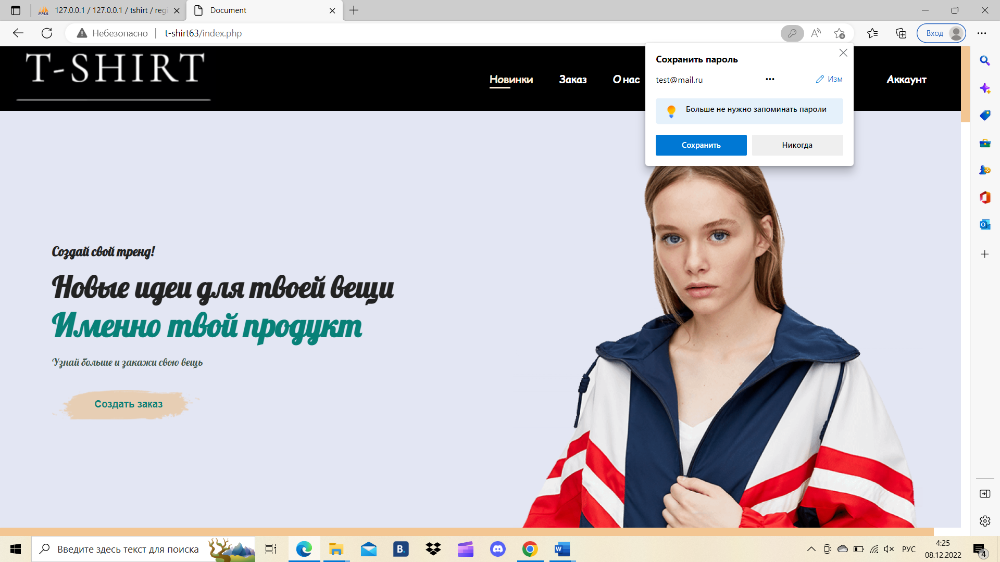 127.0.0.1 / 127.0.0.1 / tshirt / reg
Document
Небезопасно
t-shirt63/index.php
Вход
T-SHIRT
Новинки
Заказ
О нас
Аккаунт
Сохранить пароль
test@mail.ru
•••
Изм
Больше не нужно запоминать пароли
Сохранить
Никогда
Создай свой тренд!
Новые идеи для твоей вещи
Именно твой продукт
Узнай больше и закажи свою вещь
Создать заказ
Введите здесь текст для поиска
B.
РУС
4:25
08.12.2022
4